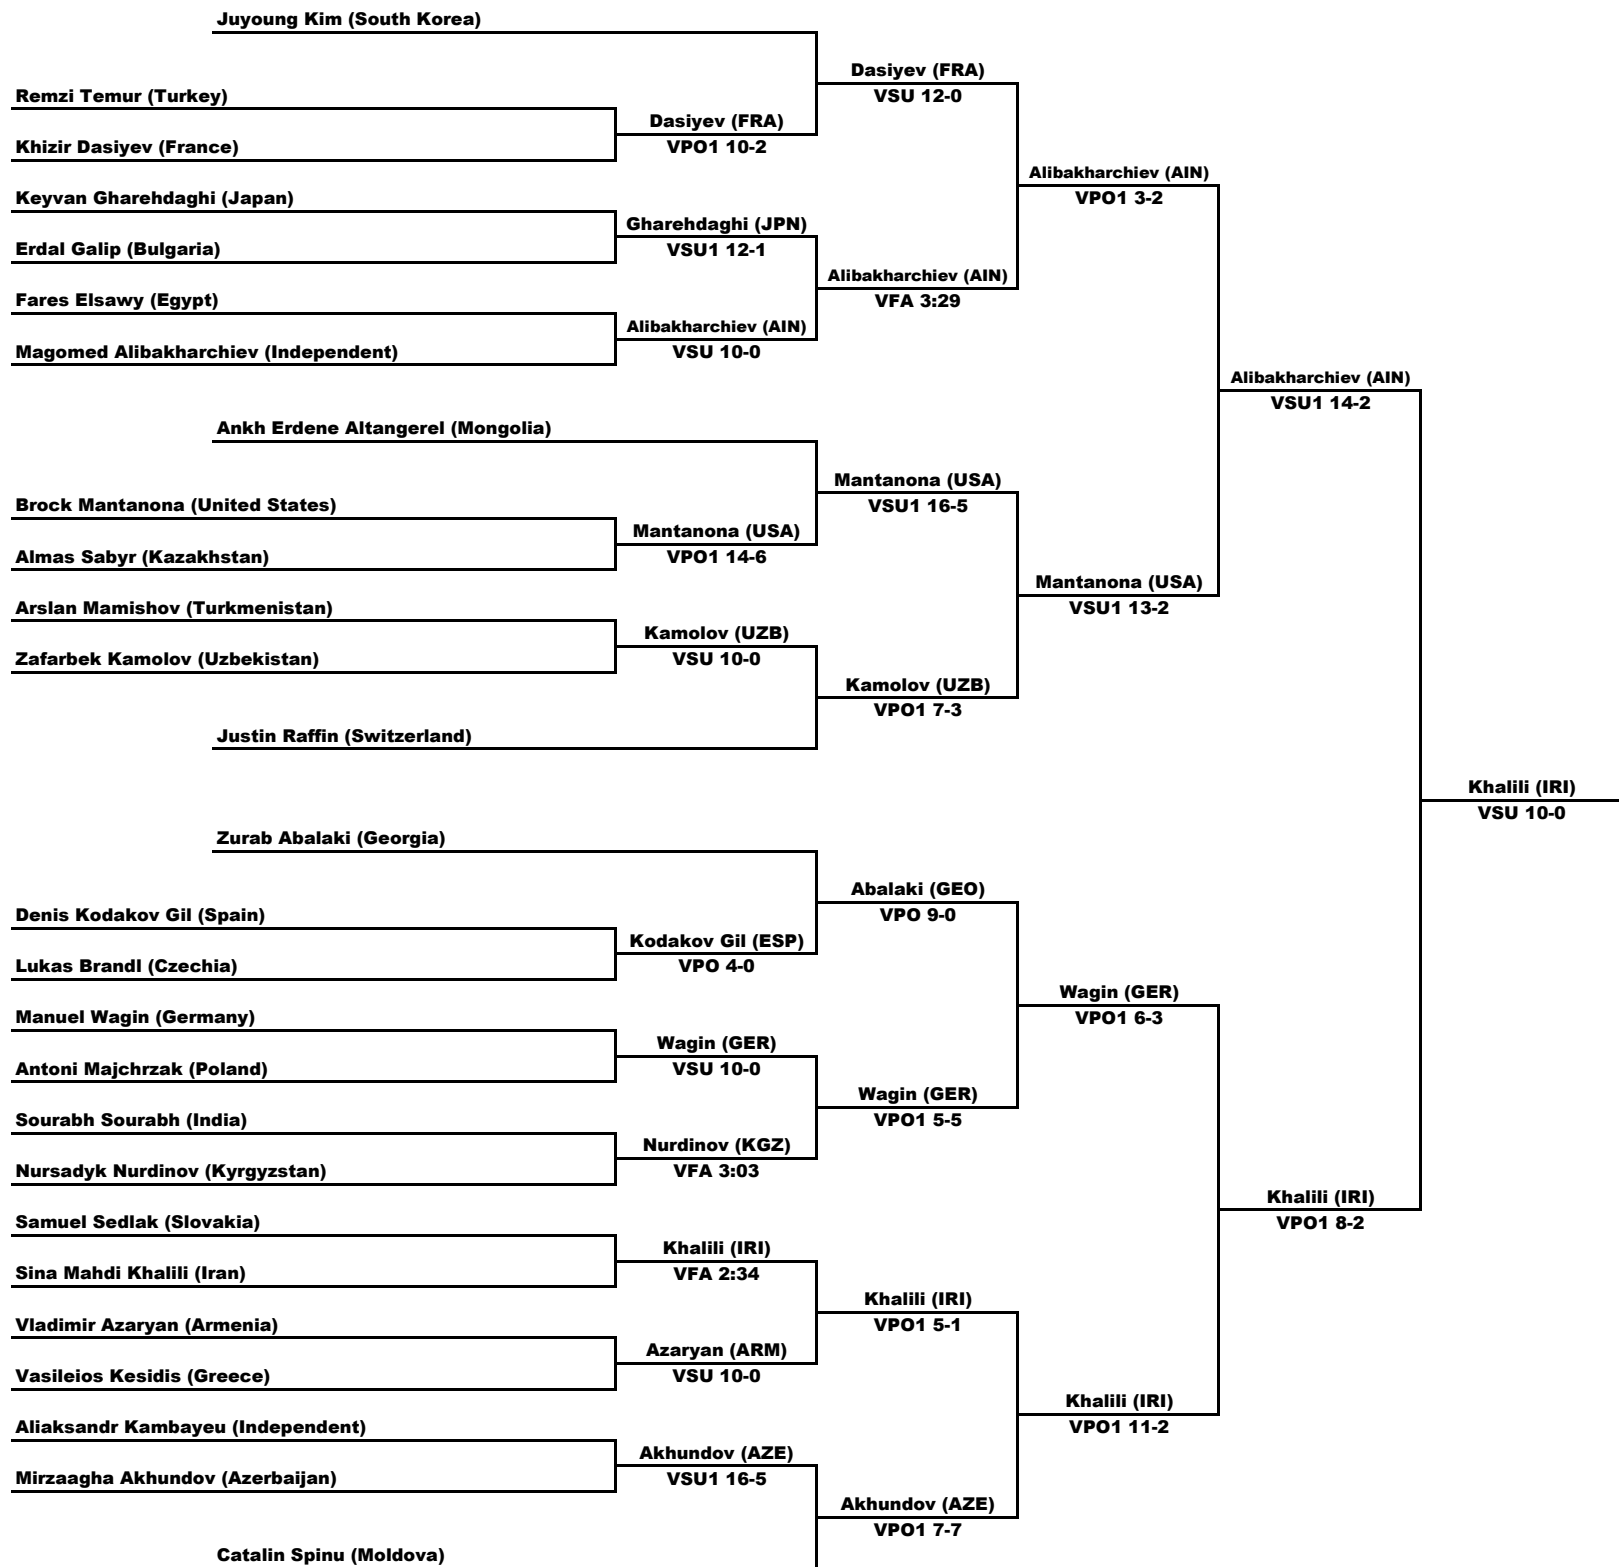 Juyoung Kim (South Korea)
Dasiyev (FRA)
VSU 12-0
Remzi Temur (Turkey)
Dasiyev (FRA)
VPO1 10-2
Khizir Dasiyev (France)
Alibakharchiev (AIN)
VPO1 3-2
Keyvan Gharehdaghi (Japan)
Gharehdaghi (JPN)
VSU1 12-1
Erdal Galip (Bulgaria)
Alibakharchiev (AIN)
VFA 3:29
Fares Elsawy (Egypt)
Alibakharchiev (AIN)
VSU 10-0
Magomed Alibakharchiev (Independent)
Alibakharchiev (AIN)
VSU1 14-2
Ankh Erdene Altangerel (Mongolia)
Mantanona (USA)
VSU1 16-5
Brock Mantanona (United States)
Mantanona (USA)
VPO1 14-6
Almas Sabyr (Kazakhstan)
Mantanona (USA)
VSU1 13-2
Arslan Mamishov (Turkmenistan)
Kamolov (UZB)
VSU 10-0
Zafarbek Kamolov (Uzbekistan)
Kamolov (UZB)
VPO1 7-3
Justin Raffin (Switzerland)
Khalili (IRI)
VSU 10-0
Zurab Abalaki (Georgia)
Abalaki (GEO)
VPO 9-0
Denis Kodakov Gil (Spain)
Kodakov Gil (ESP)
VPO 4-0
Lukas Brandl (Czechia)
Wagin (GER)
VPO1 6-3
Manuel Wagin (Germany)
Wagin (GER)
VSU 10-0
Antoni Majchrzak (Poland)
Wagin (GER)
VPO1 5-5
Sourabh Sourabh (India)
Nurdinov (KGZ)
VFA 3:03
Nursadyk Nurdinov (Kyrgyzstan)
Khalili (IRI)
VPO1 8-2
Samuel Sedlak (Slovakia)
Khalili (IRI)
VFA 2:34
Sina Mahdi Khalili (Iran)
Khalili (IRI)
VPO1 5-1
Vladimir Azaryan (Armenia)
Azaryan (ARM)
VSU 10-0
Vasileios Kesidis (Greece)
Khalili (IRI)
VPO1 11-2
Aliaksandr Kambayeu (Independent)
Akhundov (AZE)
VSU1 16-5
Mirzaagha Akhundov (Azerbaijan)
Akhundov (AZE)
VPO1 7-7
Catalin Spinu (Moldova)